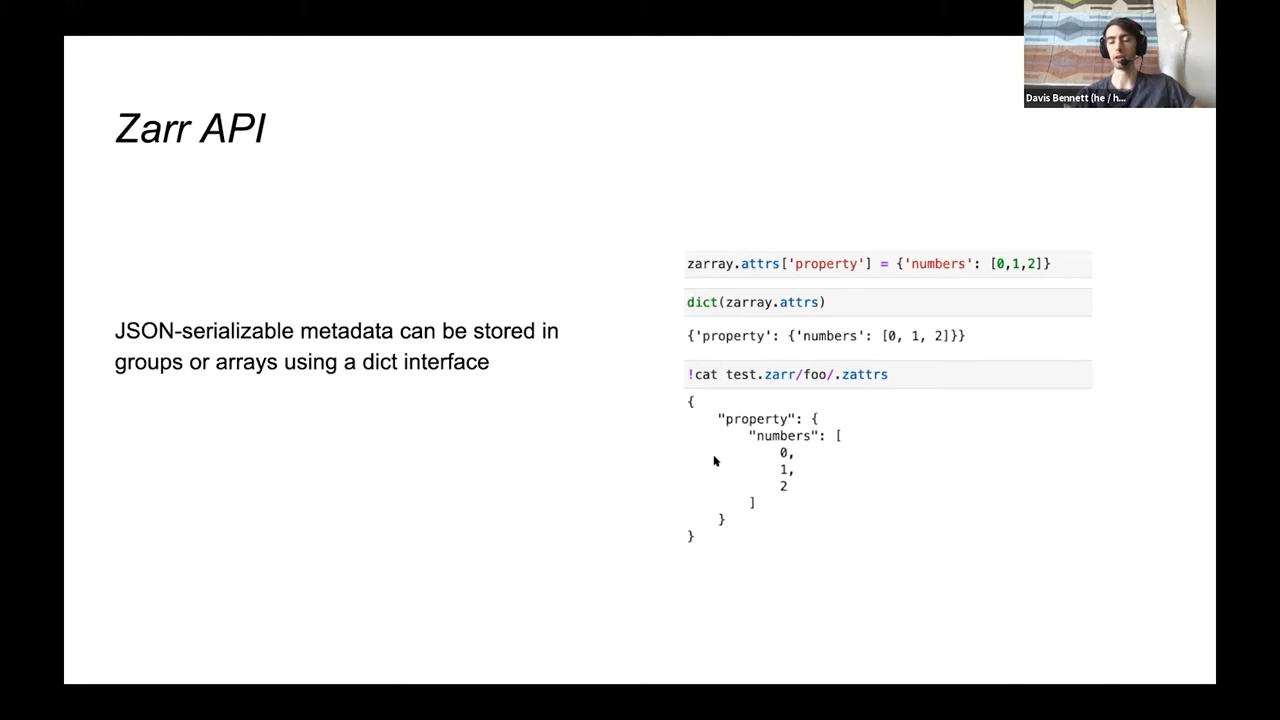 Davis Bennett (he / h...
Zarr API
JSON-serializable metadata can be stored in
groups or arrays using a dict interface
zarray.attrs['property'] = {'numbers': [0,1,2]}
dict(zarray.attrs)
{'property': {'numbers': [0, 1, 2]}}
!cat test.zarr/foo/.zattrs
{
    "property": {
        "numbers": [
            0,
            1,
            2
        ]
    }
}